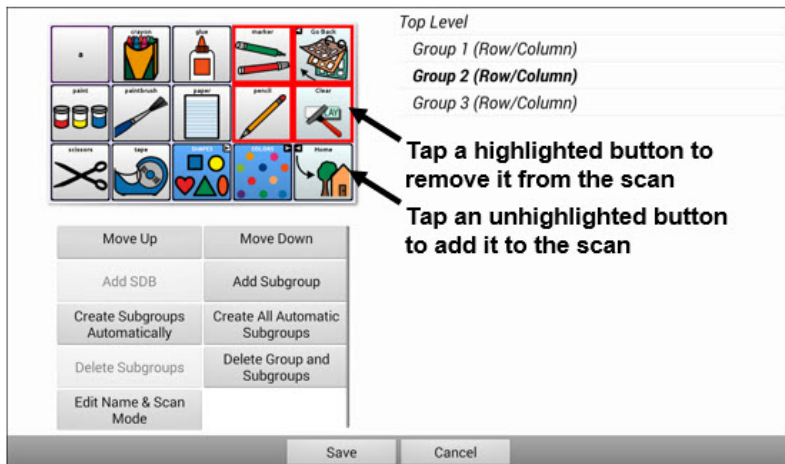 a
crayon
glue
marker
Go Back
paint
paintbrush
paper
pencil
Clear
scissors
tape
SHAPES
COLORS
Home
Top Level
Group 1 (Row/Column)
Group 2 (Row/Column)
Group 3 (Row/Column)
Tap a highlighted button to
remove it from the scan
Tap an unhighlighted button
to add it to the scan
Move Up
Move Down
Add SDB
Add Subgroup
Create Subgroups
Automatically
Create All Automatic
Subgroups
Delete Subgroups
Delete Group and
Subgroups
Edit Name & Scan
Mode
Save
Cancel